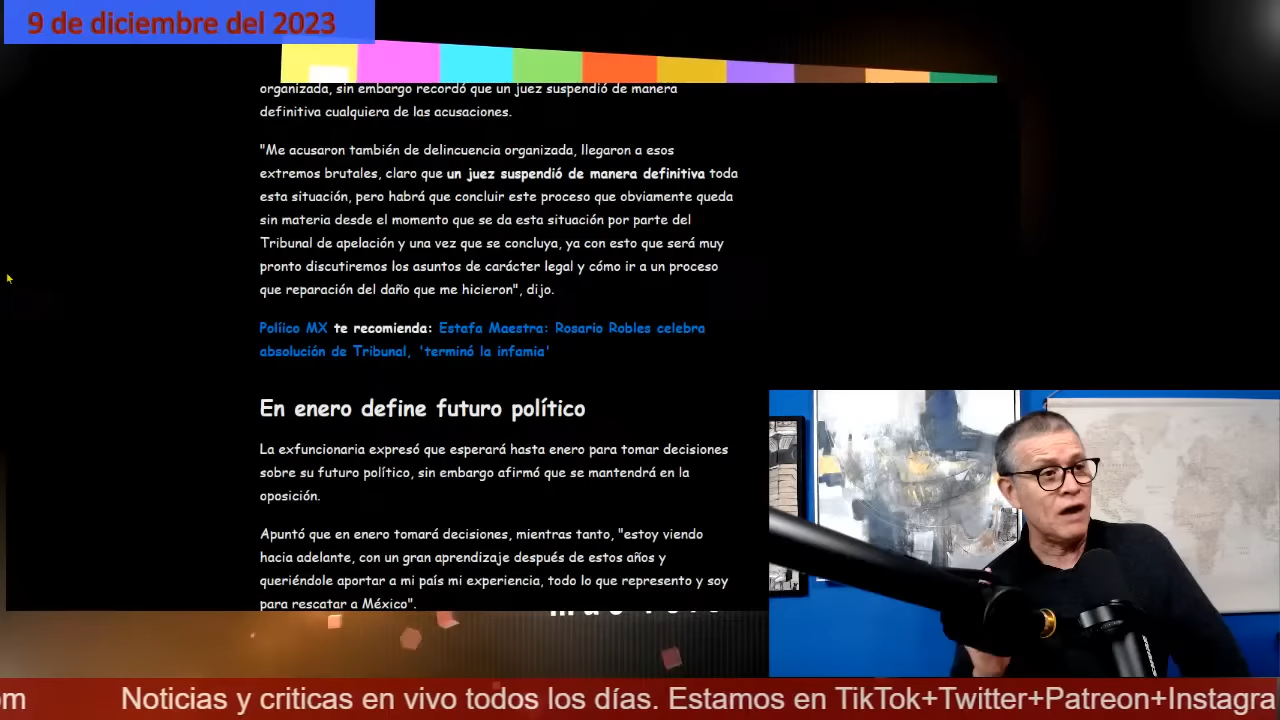 9 de diciembre del 2023
organizada, sin embargo recordó que un juez suspendió de manera
definitiva cualquiera de las acusaciones.
"Me acusaron también de delincuencia organizada, llegaron a esos
extremos brutales, claro que un juez suspendió de manera definitiva toda
esta situación, pero habrá que concluir este proceso que obviamente queda
sin materia desde el momento que se da esta situación por parte del
Tribunal de apelación y una vez que se concluya, ya con esto que será muy
pronto discutiremos los asuntos de carácter legal y cómo ir a un proceso
que reparación del daño que me hicieron", dijo.
Políico MX te recomienda: Estafa Maestra: Rosario Robles celebra
absolución de Tribunal, 'terminó la infamia'
En enero define futuro político
La exfuncionaria expresó que esperará hasta enero para tomar decisiones
sobre su futuro político, sin embargo afirmó que se mantendrá en la
oposición.
Apuntó que en enero tomará decisiones, mientras tanto, "estoy viendo
hacia adelante, con un gran aprendizaje después de estos años y
queriéndole aportar a mi país mi experiencia, todo lo que represento y soy
para rescatar a México".
om Noticias y criticas en vivo todos los días. Estamos en TikTok+Twitter+Patreon+Instagra